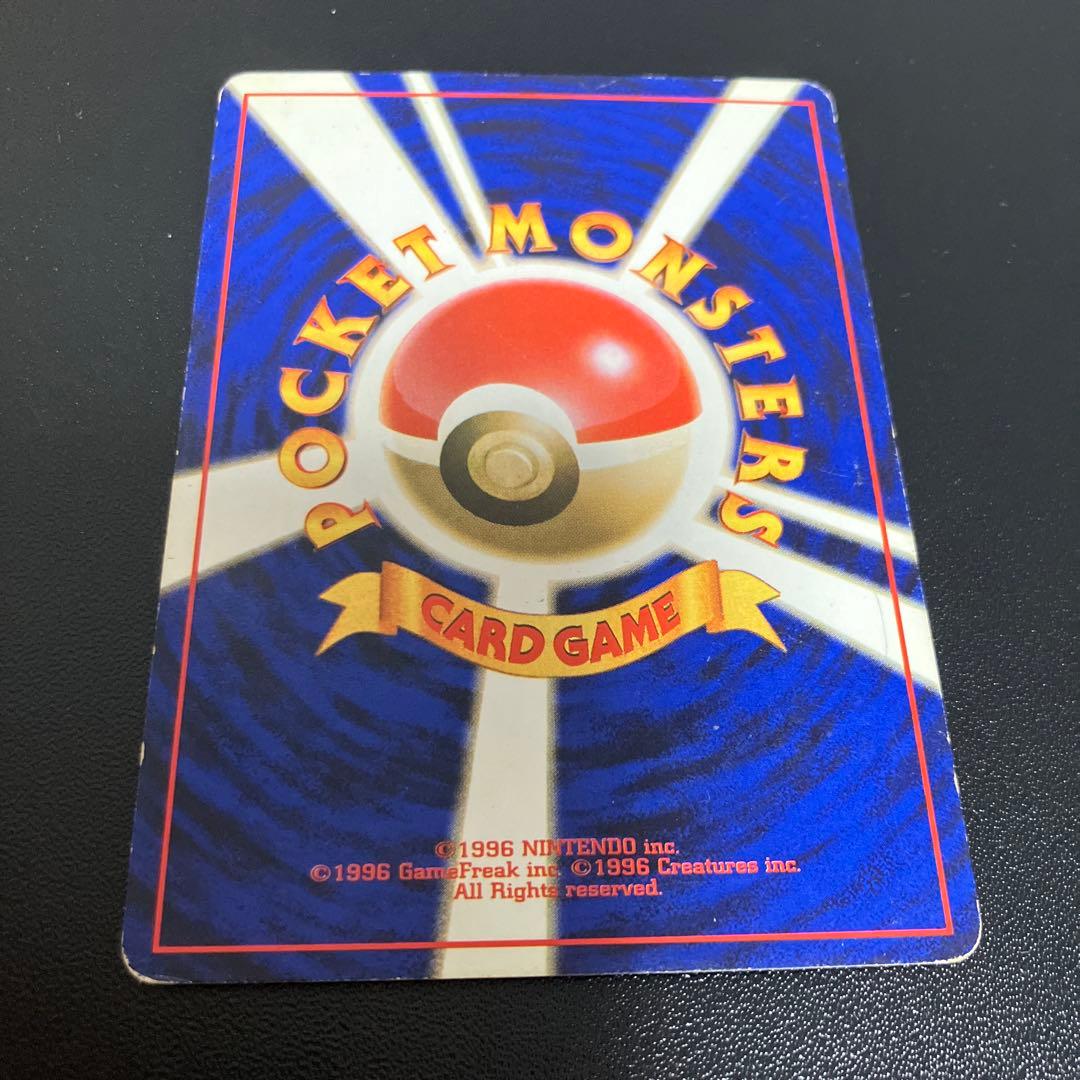 POCKET MONSTERS
CARD GAME
©1996 NINTENDO inc.
©1996 GameFreak inc. ©1996 Creatures inc.
All Rights reserved.